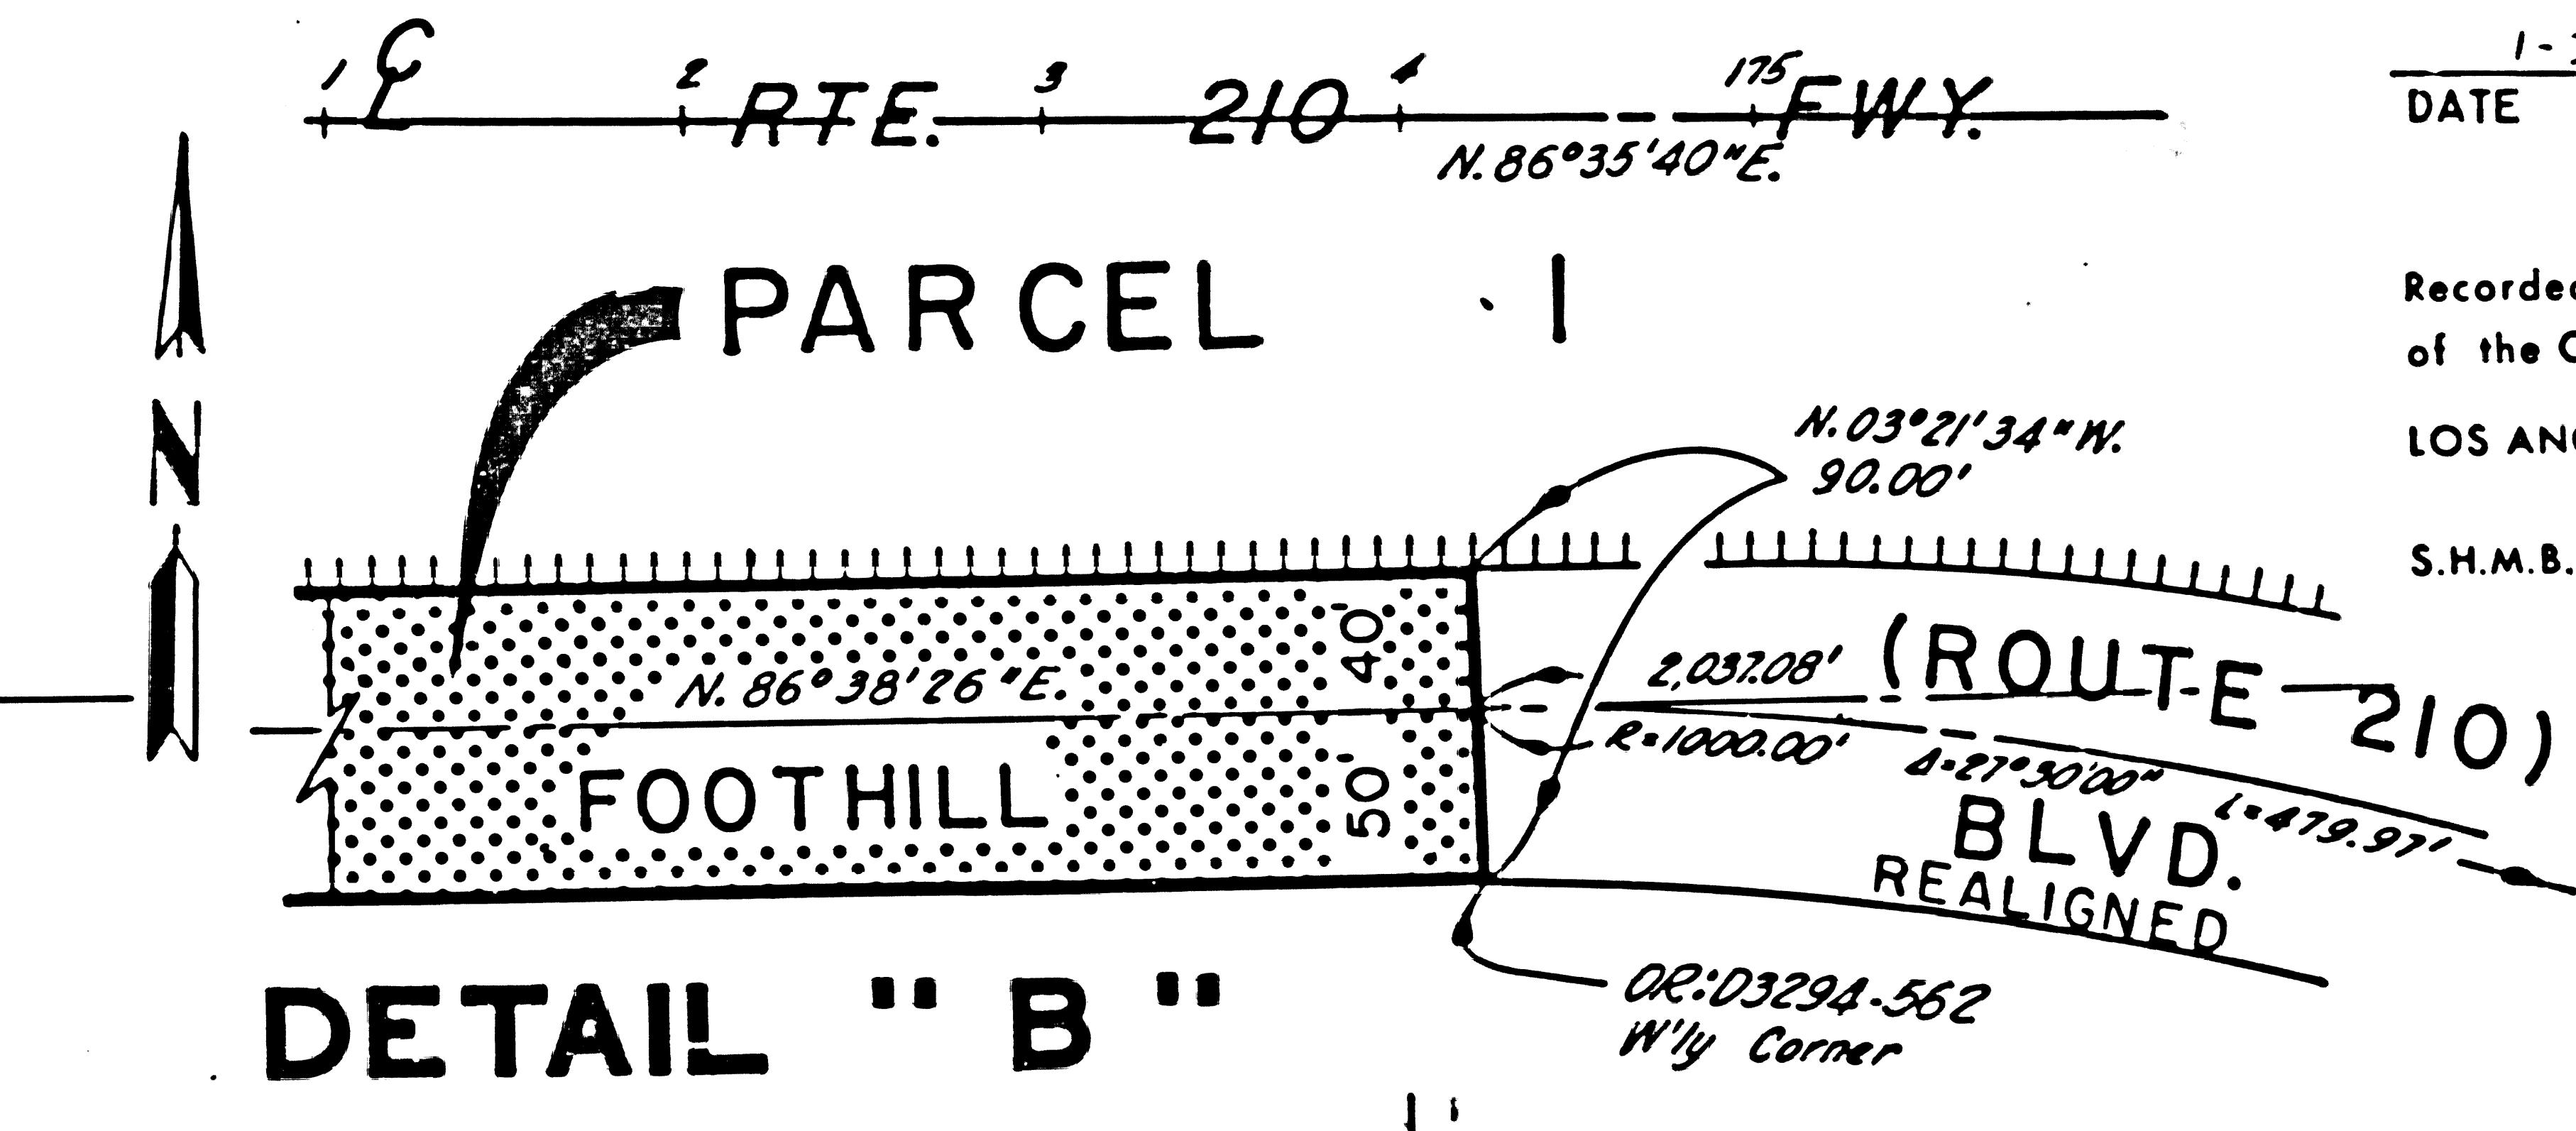 1 ℄ 2 RTE. 3 210 4 175 FWY.
N. 86°35'40"E.
1-
DATE
PARCEL 1
Recorded
of the
N
N. 03°21'34"W.
90.00'
LOS
S.H.M.B.
40'
N. 86°38'26"E.
2,037.08'
(ROUTE 210)
R=1000.00'
Δ=27°30'00"
L=479.97'
50'
FOOTHILL
BLVD.
REALIGNED
OR:D3294-562
W'ly Corner
DETAIL "B"